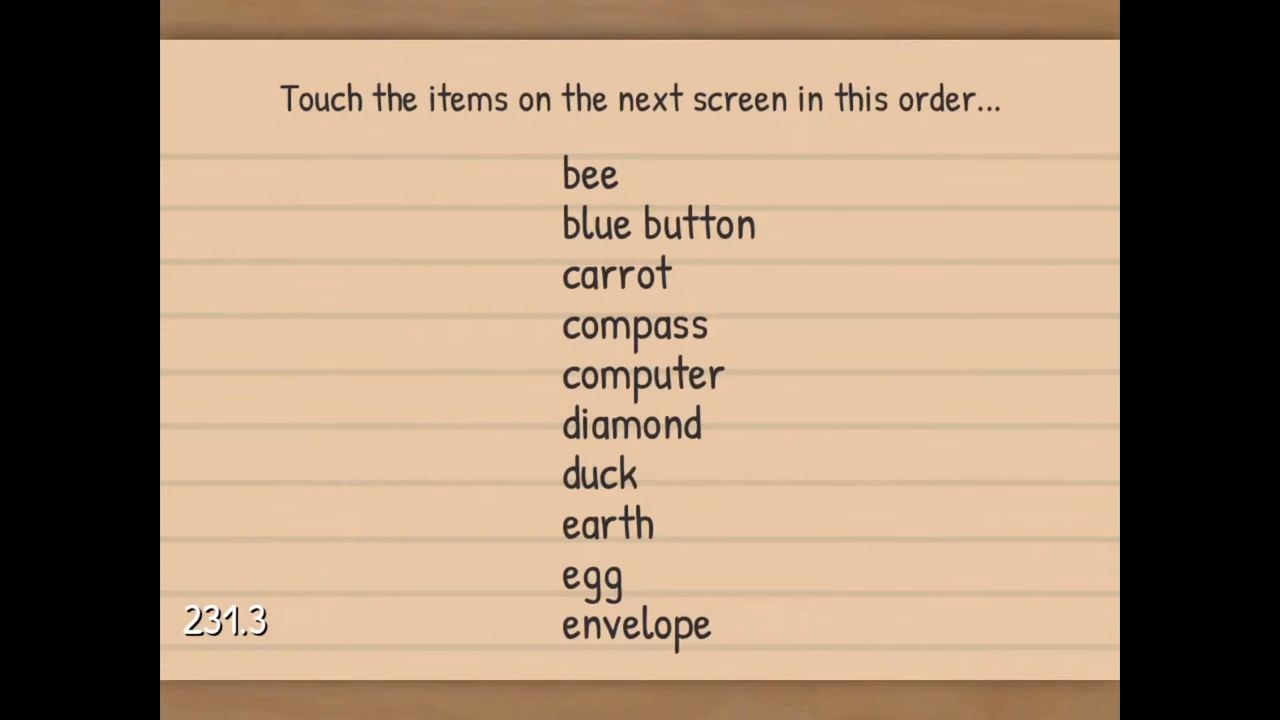 Touch the items on the next screen in this order...
bee
blue button
carrot
compass
computer
diamond
duck
earth
egg
envelope
231.3